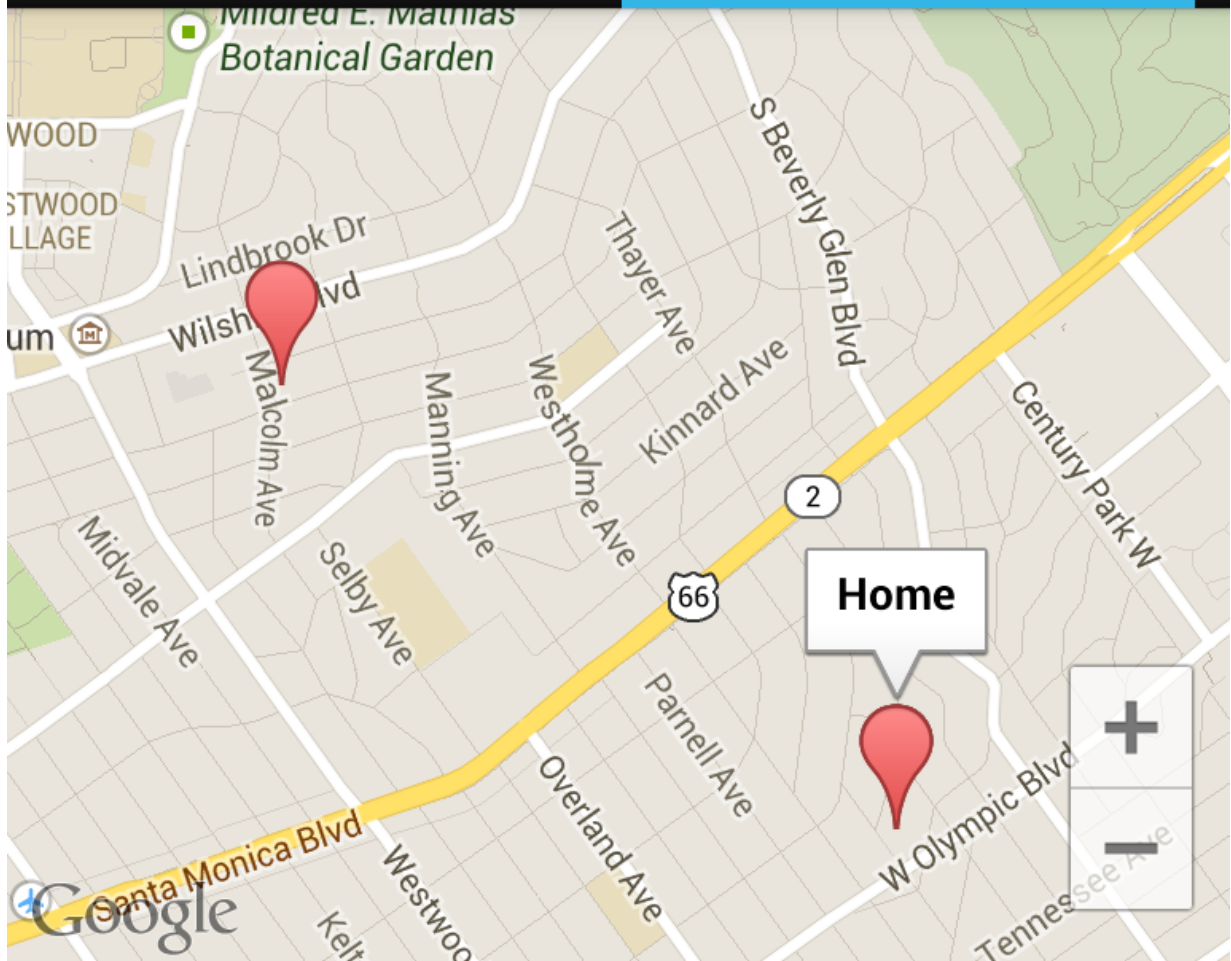 Mildred E. Mathias
Botanical Garden
WOOD
STWOOD
LLAGE
Lindbrook Dr
um
Wilsh
lvd
Malcolm Ave
Manning Ave
Westholme Ave
Thayer Ave
S Beverly Glen Blvd
Kinnard Ave
Century Park W
2
Midvale Ave
Selby Ave
66
Home
Parnell Ave
Overland Ave
W Olympic Blvd
+
−
Santa Monica Blvd
Westwoo
Kelt
Tennessee Ave
Google